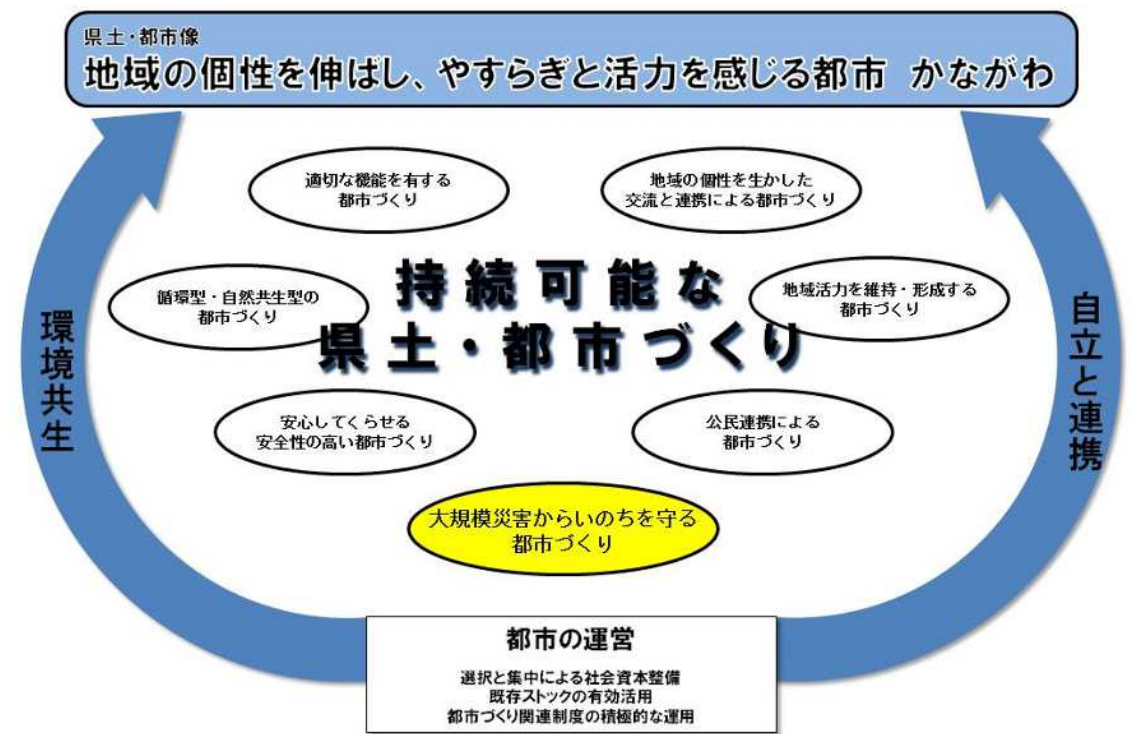 県土・都市像
地域の個性を伸ばし、やすらぎと活力を感じる都市 かながわ
適切な機能を有する
都市づくり
地域の個性を生かした
交流と連携による都市づくり
持続可能な
県土・都市づくり
循環型・自然共生型の
都市づくり
地域活力を維持・形成する
都市づくり
環境共生
自立と連携
安心してくらせる
安全性の高い都市づくり
公民連携による
都市づくり
大規模災害からいのちを守る
都市づくり
都市の運営
選択と集中による社会資本整備
既存ストックの有効活用
都市づくり関連制度の積極的な運用